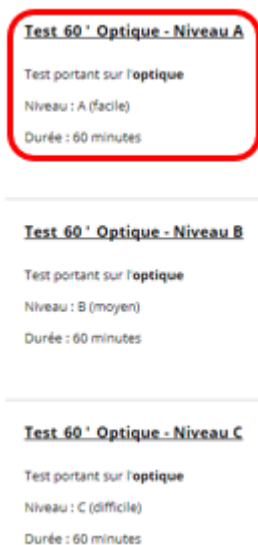 Test 60' Optique - Niveau A
Test portant sur l'optique
Niveau : A (facile)
Durée : 60 minutes
Test 60' Optique - Niveau B
Test portant sur l'optique
Niveau : B (moyen)
Durée : 60 minutes
Test 60' Optique - Niveau C
Test portant sur l'optique
Niveau : C (difficile)
Durée : 60 minutes